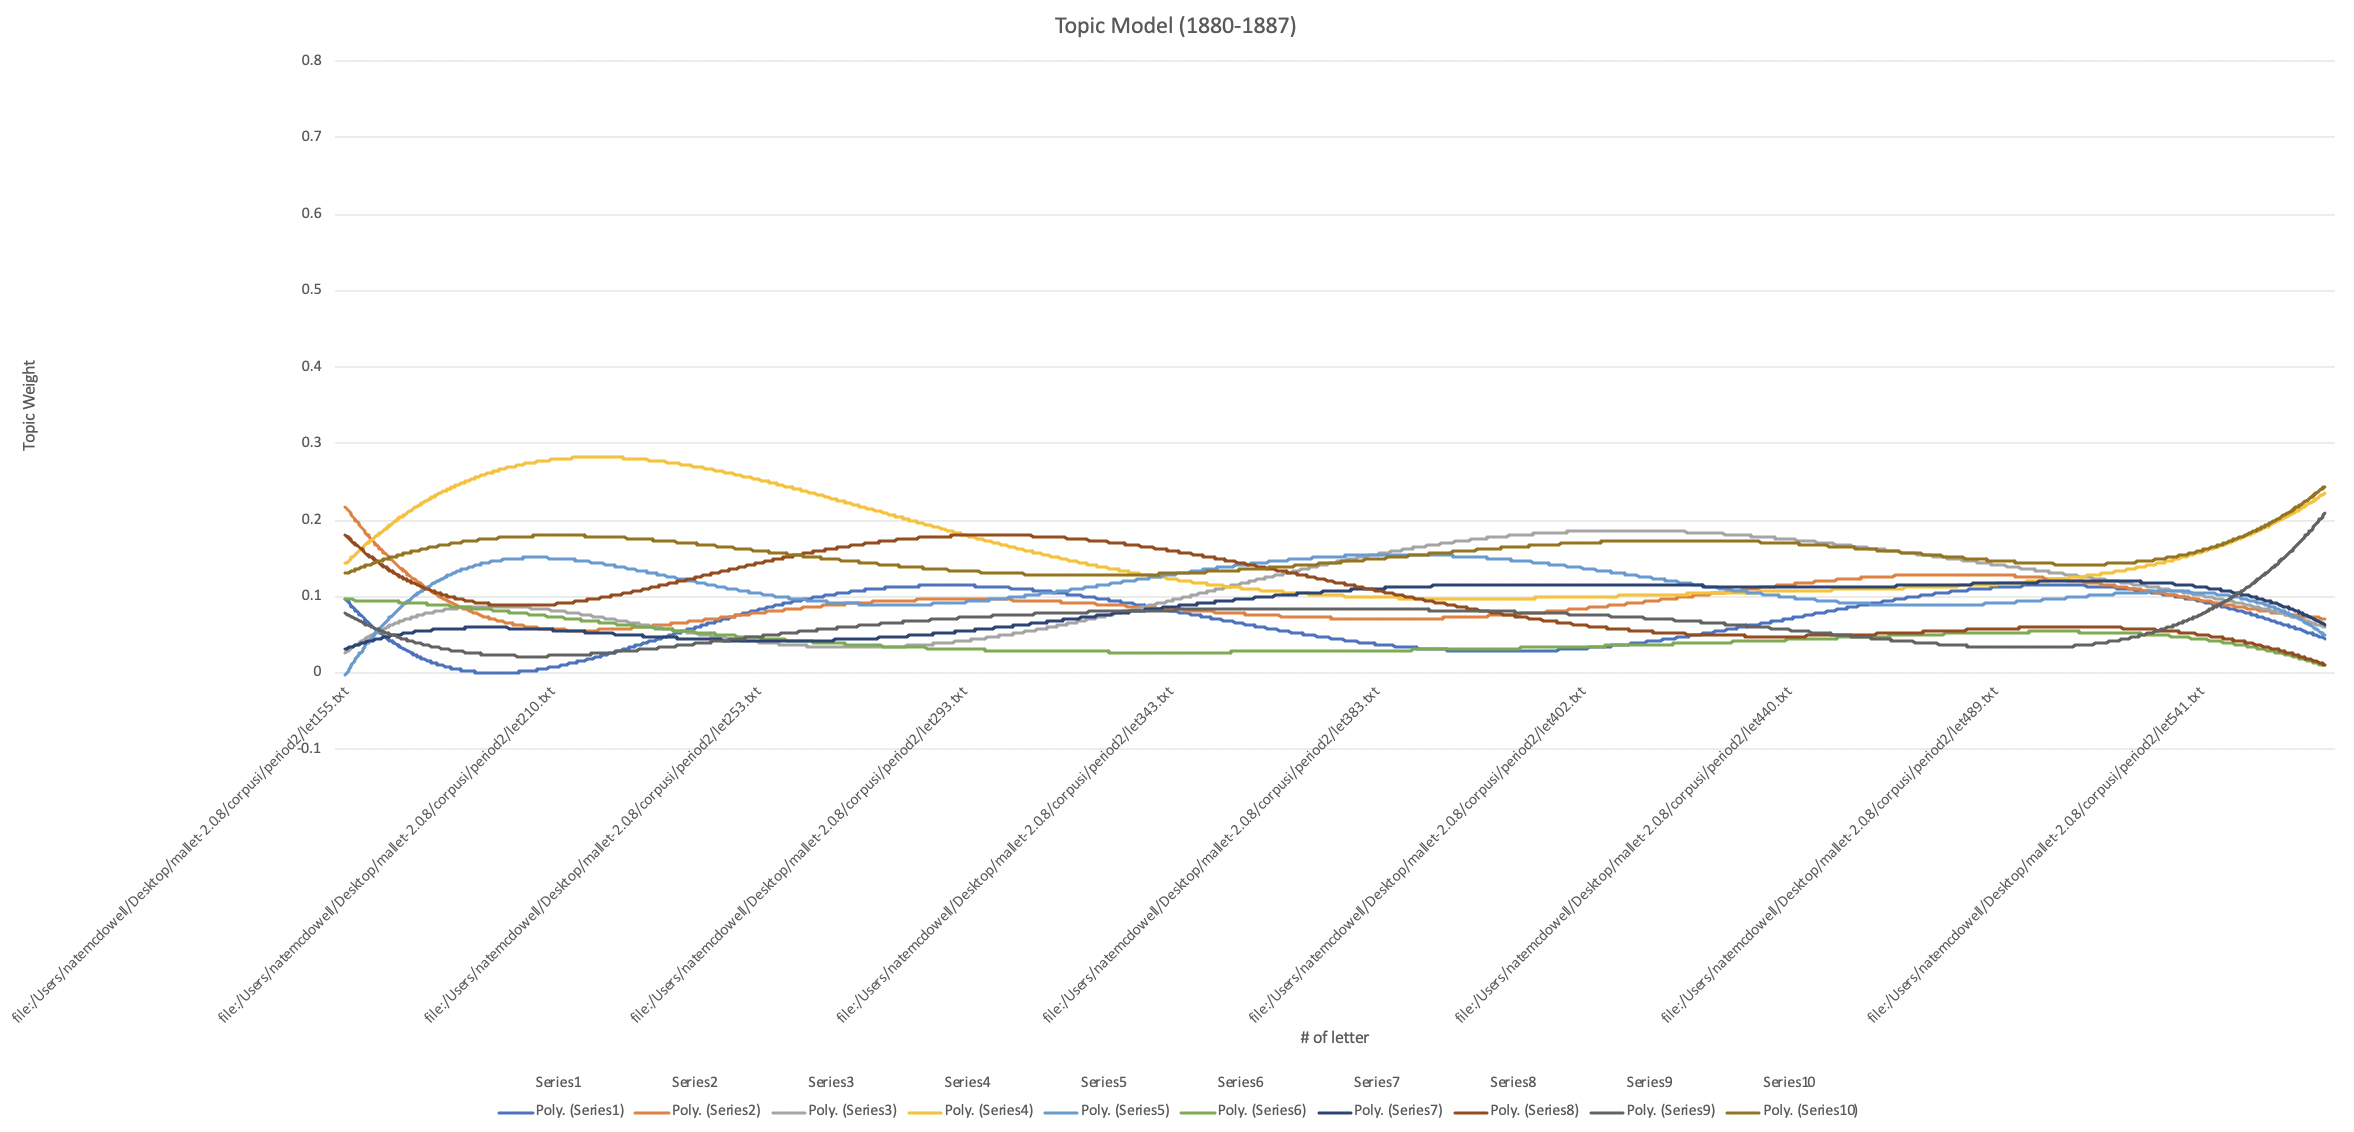 Topic Model (1880-1887)
0.8
0.7
0.6
0.5
0.4
0.3
0.2
0.1
0
-0.1
Topic Weight
file:/Users/natemcdowell/Desktop/mallet-2.0.8/corpusi/period2/let155.txt
file:/Users/natemcdowell/Desktop/mallet-2.0.8/corpusi/period2/let210.txt
file:/Users/natemcdowell/Desktop/mallet-2.0.8/corpusi/period2/let253.txt
file:/Users/natemcdowell/Desktop/mallet-2.0.8/corpusi/period2/let293.txt
file:/Users/natemcdowell/Desktop/mallet-2.0.8/corpusi/period2/let343.txt
file:/Users/natemcdowell/Desktop/mallet-2.0.8/corpusi/period2/let383.txt
file:/Users/natemcdowell/Desktop/mallet-2.0.8/corpusi/period2/let402.txt
file:/Users/natemcdowell/Desktop/mallet-2.0.8/corpusi/period2/let440.txt
file:/Users/natemcdowell/Desktop/mallet-2.0.8/corpusi/period2/let489.txt
file:/Users/natemcdowell/Desktop/mallet-2.0.8/corpusi/period2/let541.txt
# of letter
Series1 Series2 Series3 Series4 Series5 Series6 Series7 Series8 Series9 Series10
Poly. (Series1) Poly. (Series2) Poly. (Series3) Poly. (Series4) Poly. (Series5) Poly. (Series6) Poly. (Series7) Poly. (Series8) Poly. (Series9) Poly. (Series10)